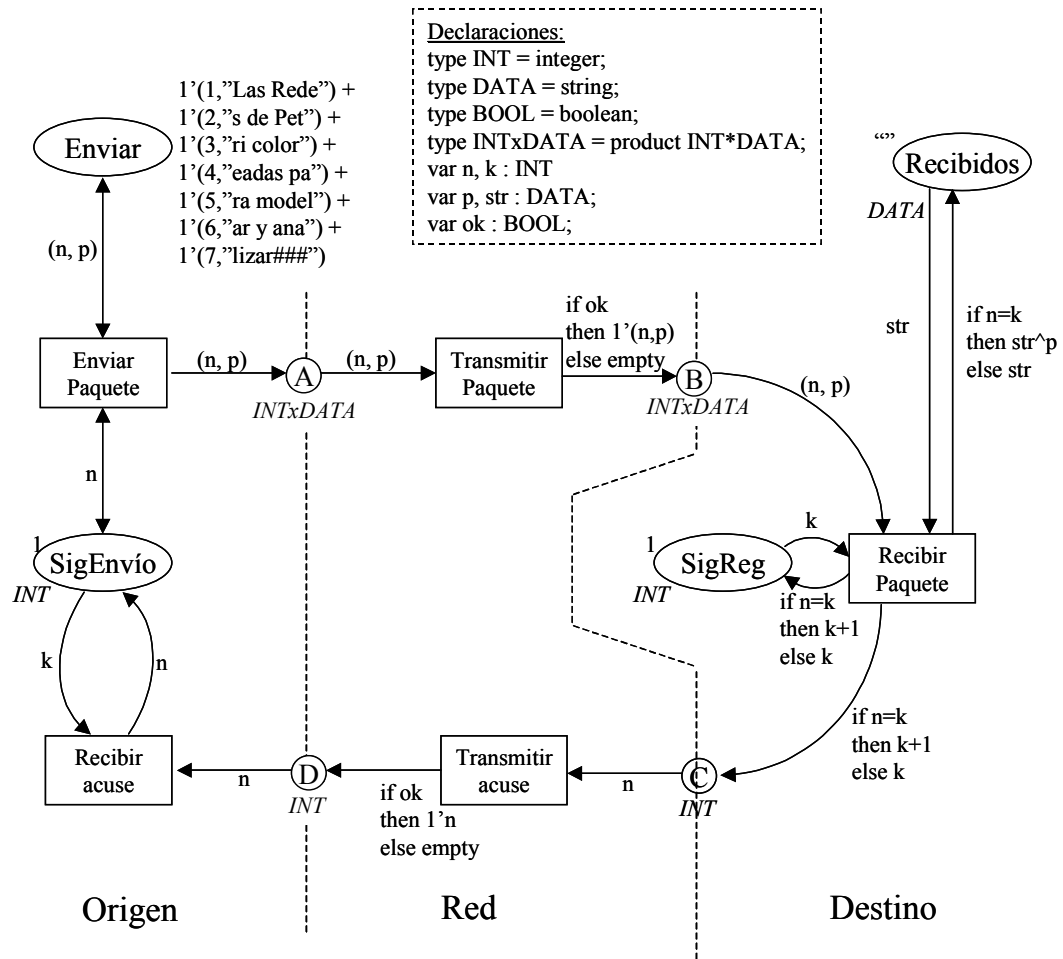 Declaraciones:
type INT = integer;
type DATA = string;
type BOOL = boolean;
type INTxDATA = product INT*DATA;
var n, k : INT
var p, str : DATA;
var ok : BOOL;
1’(1,”Las Rede”) +
1’(2,”s de Pet”) +
1’(3,”ri color”) +
1’(4,”eadas pa”) +
1’(5,”ra model”) +
1’(6,”ar y ana”) +
1’(7,”lizar###”)
Enviar
“”
Recibidos
DATA
(n, p)
if ok
then 1’(n,p)
else empty
str
if n=k
then str^p
else str
Enviar
Paquete
(n, p)
A
INTxDATA
(n, p)
Transmitir
Paquete
B
INTxDATA
(n, p)
n
1
SigEnvío
INT
1
SigReg
INT
k
if n=k
then k+1
else k
Recibir
Paquete
k
n
if n=k
then k+1
else k
Recibir
acuse
n
D
INT
if ok
then 1’n
else empty
Transmitir
acuse
n
C
INT
Origen
Red
Destino